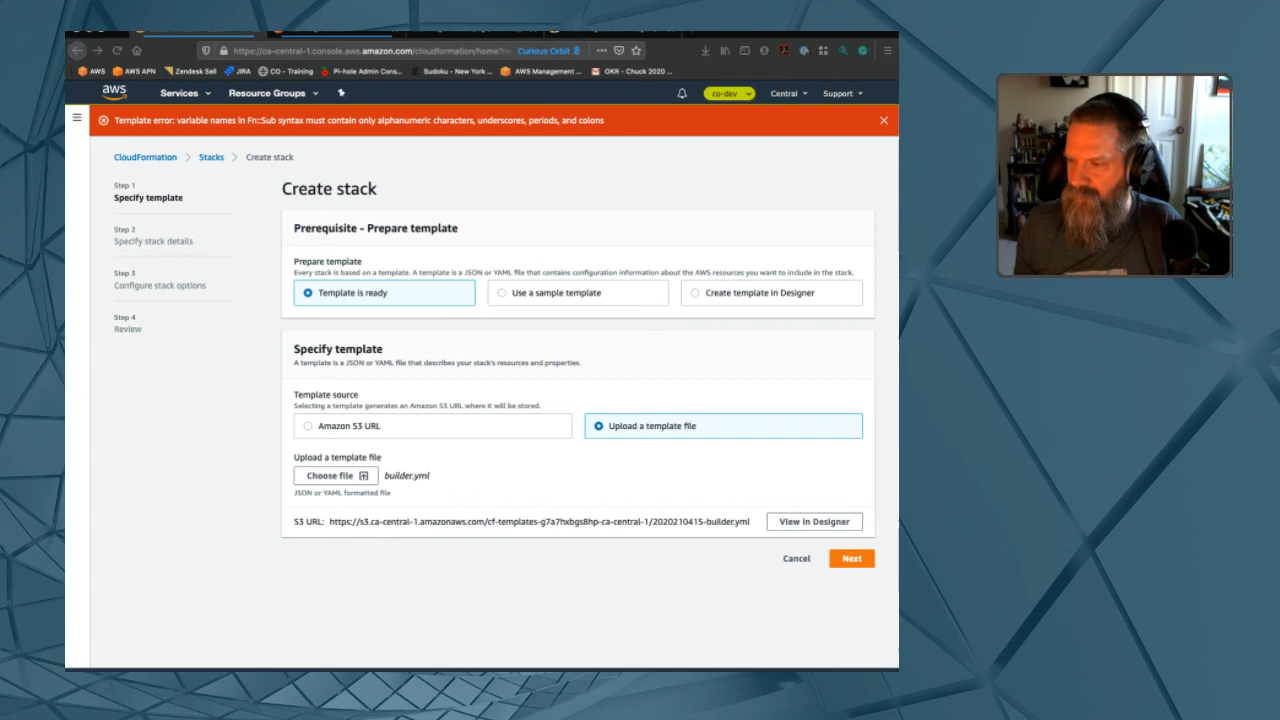 https://ca-central-1.console.aws.amazon.com/cloudformation/home?re Curious Orbit
AWS AWS APN Zendesk Sell JIRA CO - Training Pi-hole Admin Cons... Sudoku - New York ... AWS Management ... OKR - Chuck 2020 ...
aws Services Resource Groups co-dev Central Support
Template error: variable names in Fn::Sub syntax must contain only alphanumeric characters, underscores, periods, and colons
CloudFormation Stacks Create stack
Step 1
Specify template
Step 2
Specify stack details
Step 3
Configure stack options
Step 4
Review
Create stack
Prerequisite - Prepare template
Prepare template
Every stack is based on a template. A template is a JSON or YAML file that contains configuration information about the AWS resources you want to include in the stack.
Template is ready Use a sample template Create template in Designer
Specify template
A template is a JSON or YAML file that describes your stack's resources and properties.
Template source
Selecting a template generates an Amazon S3 URL where it will be stored.
Amazon S3 URL Upload a template file
Upload a template file
Choose file builder.yml
JSON or YAML formatted file
S3 URL: https://s3.ca-central-1.amazonaws.com/cf-templates-g7a7hxbgs8hp-ca-central-1/2020210415-builder.yml View in Designer
Cancel Next